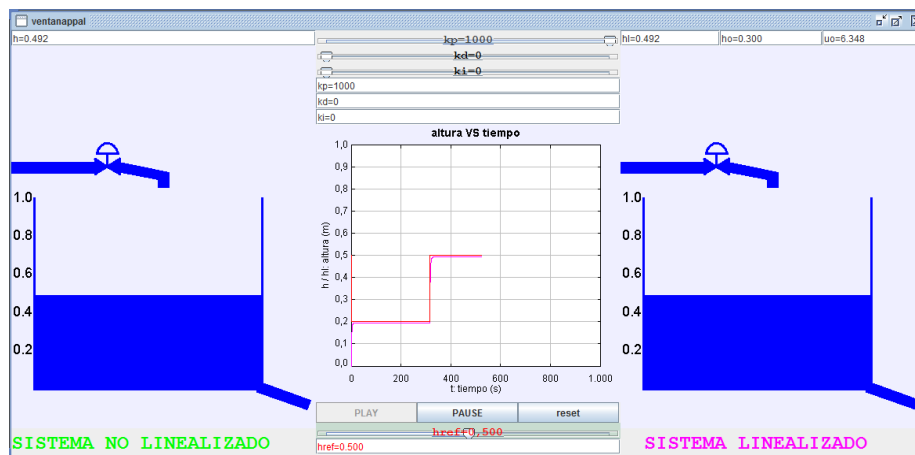 ventanappal
h=0.492
kp=1000
hl=0.492
ho=0.300
uo=6.348
kd=0
ki=0
kp=1000
kd=0
ki=0
altura VS tiempo
1,0
0,9
0,8
0,7
0,6
0,5
0,4
0,3
0,2
0,1
0,0
h / hl: altura (m)
0
200
400
600
800
1.000
t: tiempo (s)
1.0
0.8
0.6
0.4
0.2
1.0
0.8
0.6
0.4
0.2
PLAY
PAUSE
reset
href=0,500
href=0.500
SISTEMA NO LINEALIZADO
SISTEMA LINEALIZADO